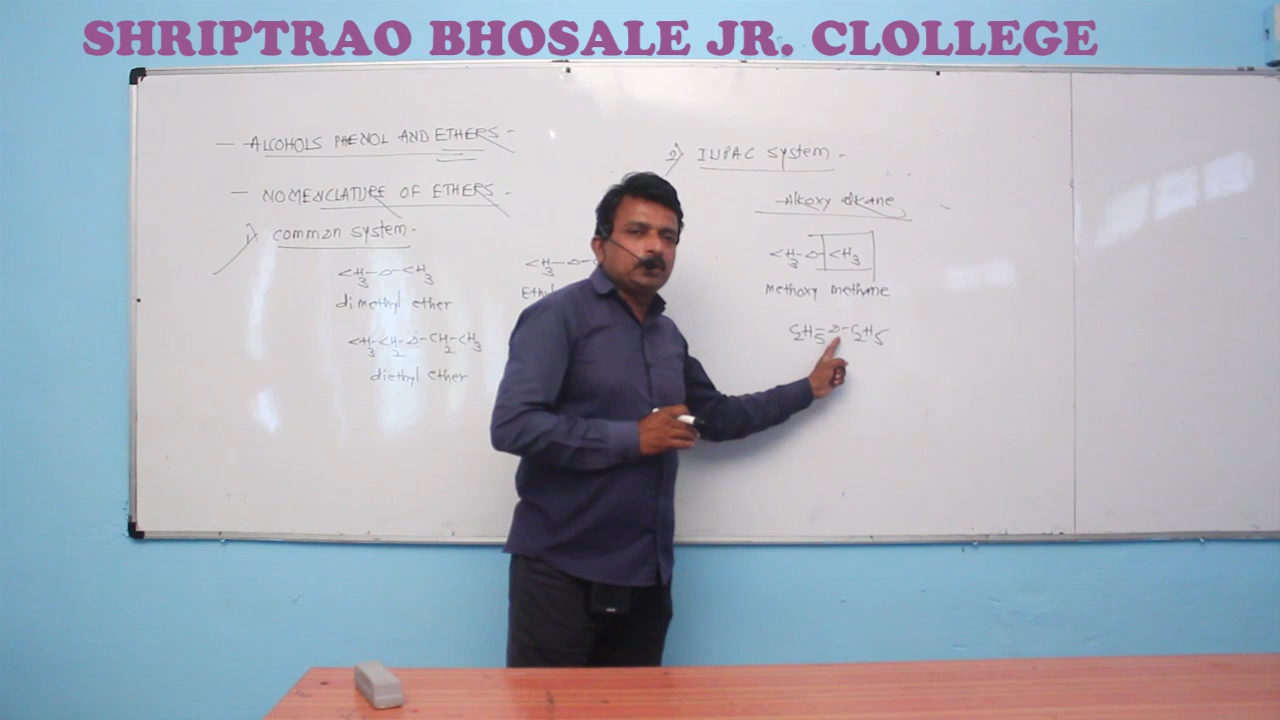 SHRIPTRAO BHOSALE JR. CLOLLEGE
- ALCOHOLS PHENOL AND ETHERS -
- NOMENCLATURE OF ETHERS -
1) common system -
CH3-O-CH3
dimethyl ether
CH3-CH2-O-CH2-CH3
diethyl ether
CH3-O-
2) IUPAC System -
-Alkoxy alkane,
CH3-O-CH3
methoxy methane
C2H5-O-C2H5